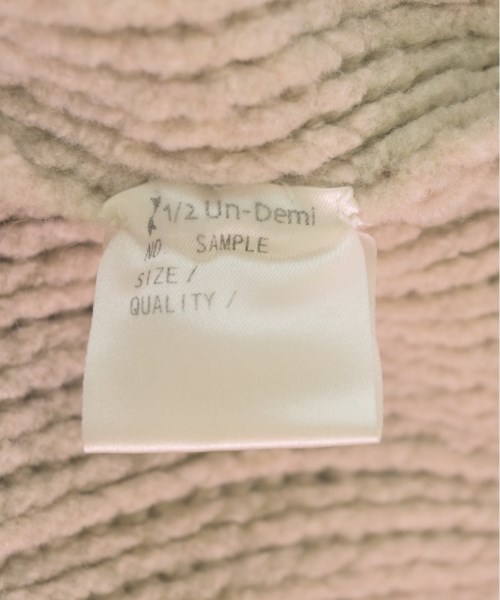 1/2 Un-Demi
NO SAMPLE
SIZE /
QUALITY /